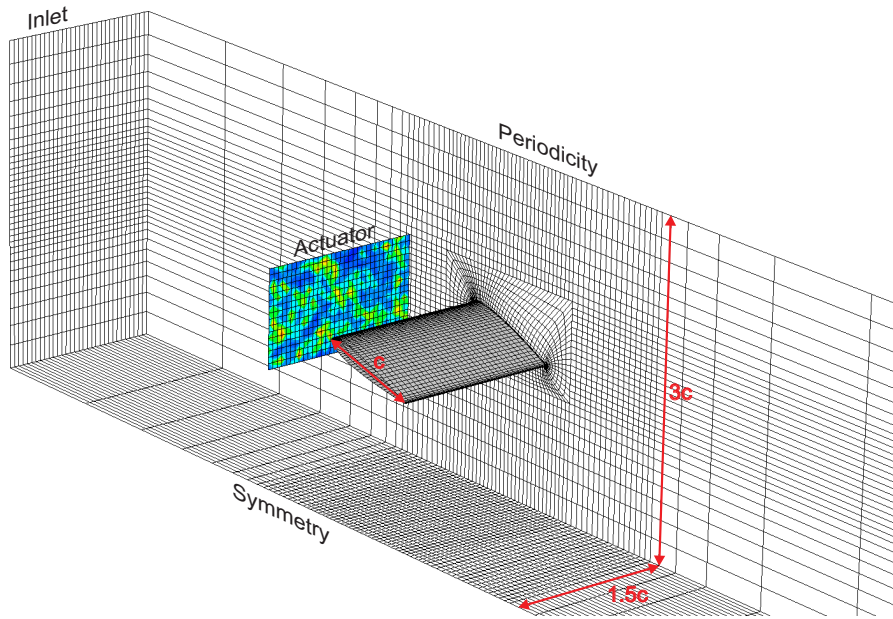 Inlet
Periodicity
Actuator
c
3c
Symmetry
1.5c